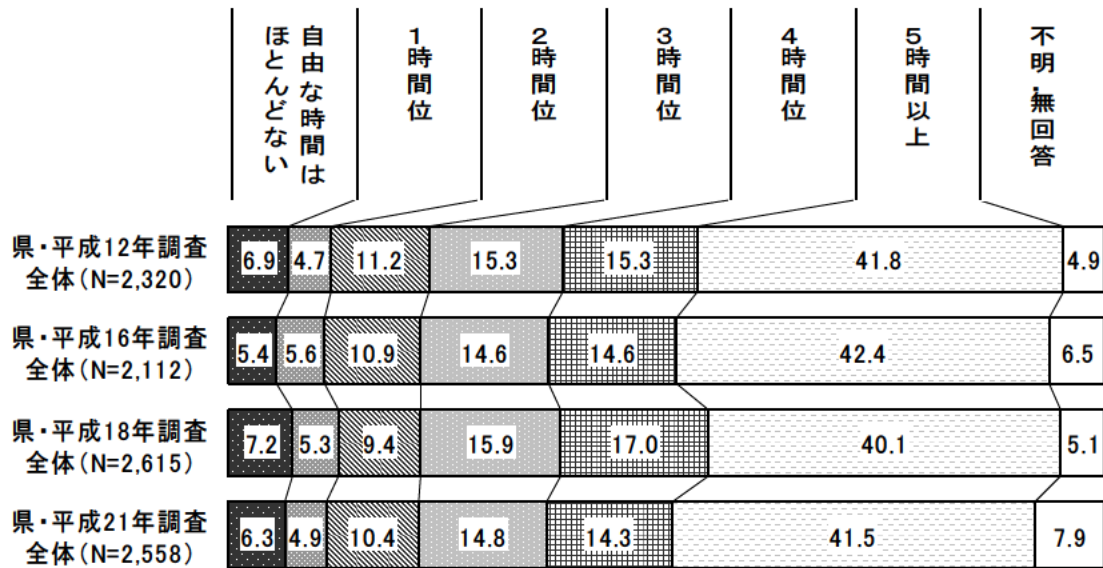 自由な時間は
ほとんどない
1時間位
2時間位
3時間位
4時間位
5時間以上
不明・無回答
県・平成12年調査
全体(N=2,320)
6.9 4.7 11.2 15.3 15.3 41.8 4.9
県・平成16年調査
全体(N=2,112)
5.4 5.6 10.9 14.6 14.6 42.4 6.5
県・平成18年調査
全体(N=2,615)
7.2 5.3 9.4 15.9 17.0 40.1 5.1
県・平成21年調査
全体(N=2,558)
6.3 4.9 10.4 14.8 14.3 41.5 7.9